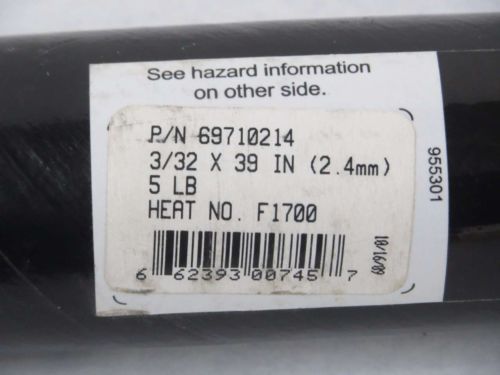 See hazard information
on other side.
P/N 69710214
3/32 X 39 IN (2.4mm)
5 LB
HEAT NO. F1700
6 62393 00745 7
10/16/09
955301